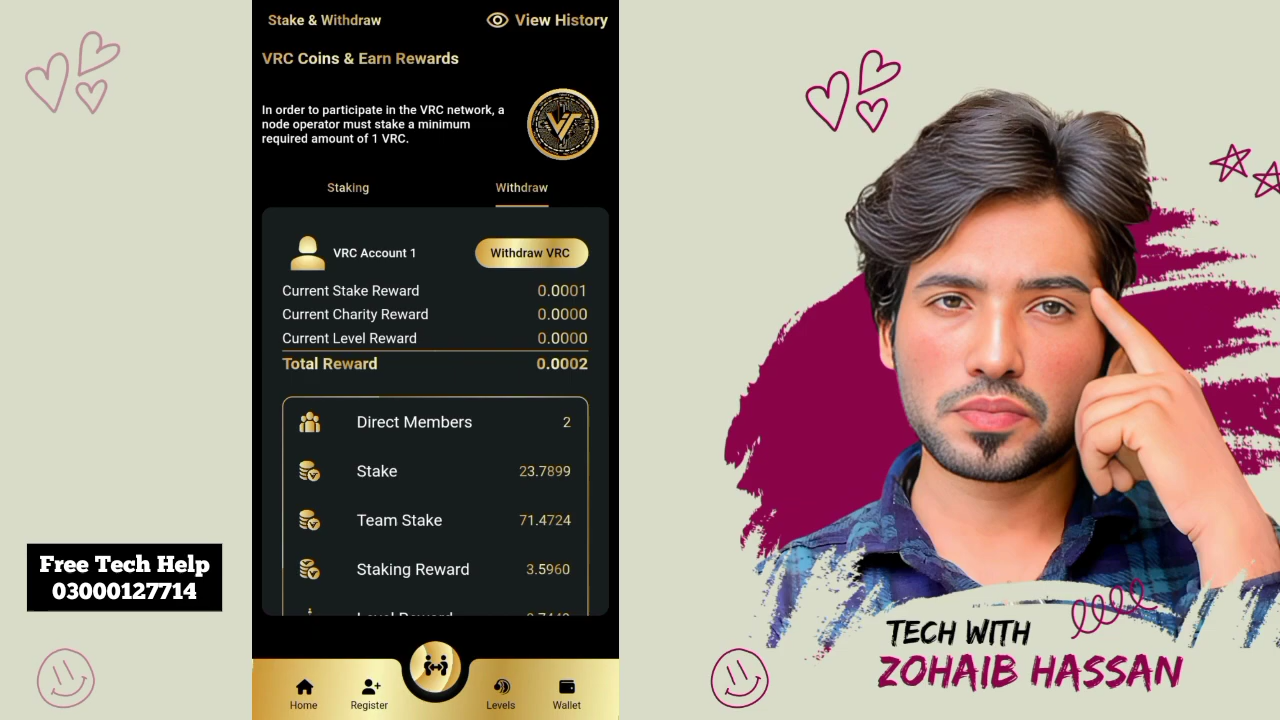 Stake & Withdraw
View History
VRC Coins & Earn Rewards
In order to participate in the VRC network, a
node operator must stake a minimum
required amount of 1 VRC.
Staking
Withdraw
VRC Account 1
Withdraw VRC
Current Stake Reward 0.0001
Current Charity Reward 0.0000
Current Level Reward 0.0000
Total Reward 0.0002
Direct Members 2
Stake 23.7899
Team Stake 71.4724
Staking Reward 3.5960
Home
Register
Levels
Wallet
Free Tech Help
03000127714
TECH WITH
ZOHAIB HASSAN